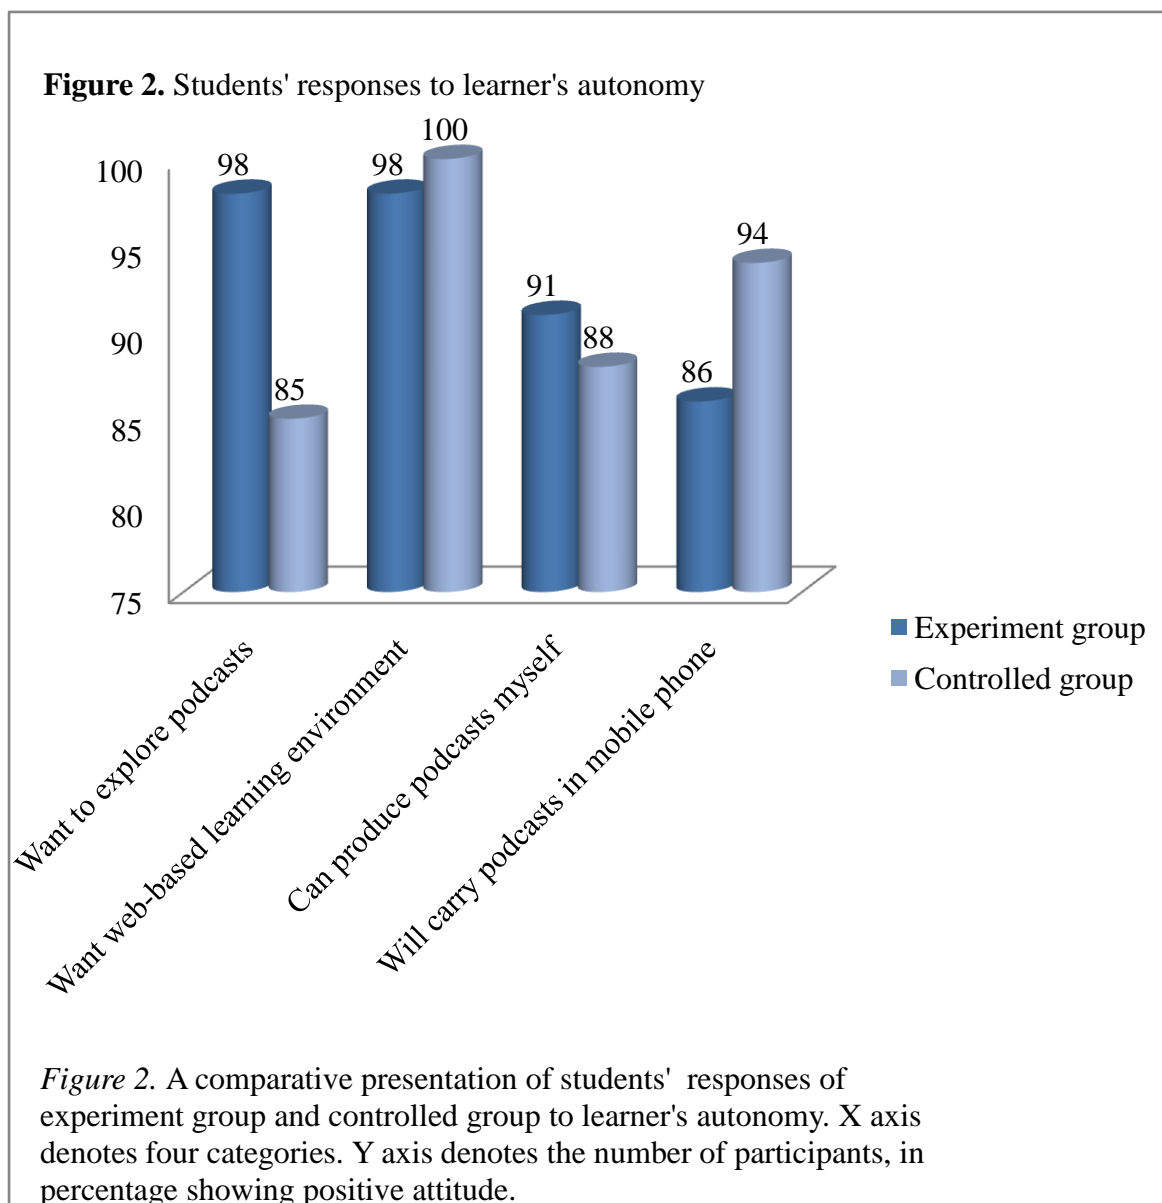 Figure 2. Students' responses to learner's autonomy
100
95
90
85
80
75
98
85
98
100
91
88
86
94
Want to explore podcasts
Want web-based learning environment
Can produce podcasts myself
Will carry podcasts in mobile phone
Experiment group
Controlled group
Figure 2. A comparative presentation of students' responses of
experiment group and controlled group to learner's autonomy. X axis
denotes four categories. Y axis denotes the number of participants, in
percentage showing positive attitude.